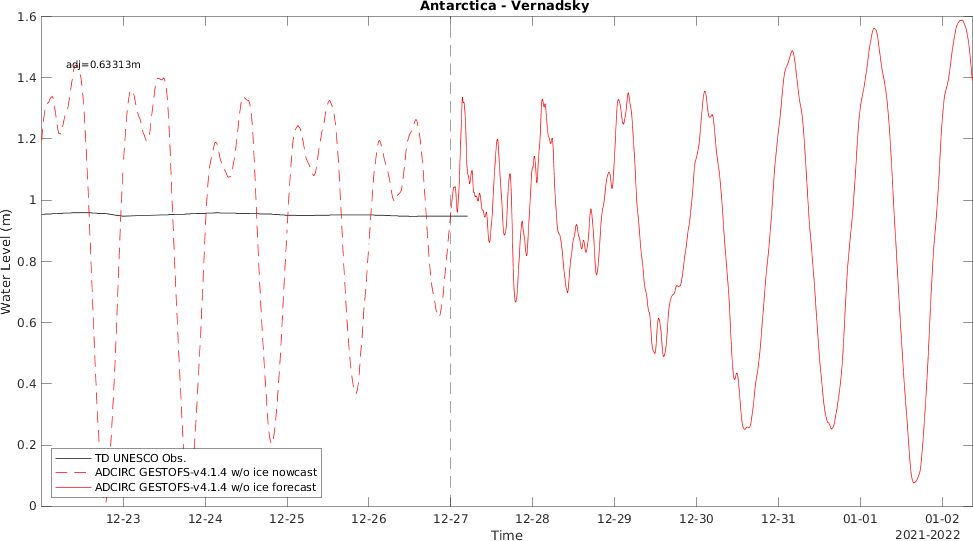 Antarctica - Vernadsky
adj=0.63313m
Water Level (m)
1.6
1.4
1.2
1
0.8
0.6
0.4
0.2
0
TD UNESCO Obs.
ADCIRC GESTOFS-v4.1.4 w/o ice nowcast
ADCIRC GESTOFS-v4.1.4 w/o ice forecast
12-23 12-24 12-25 12-26 12-27 12-28 12-29 12-30 12-31 01-01 01-02
Time
2021-2022